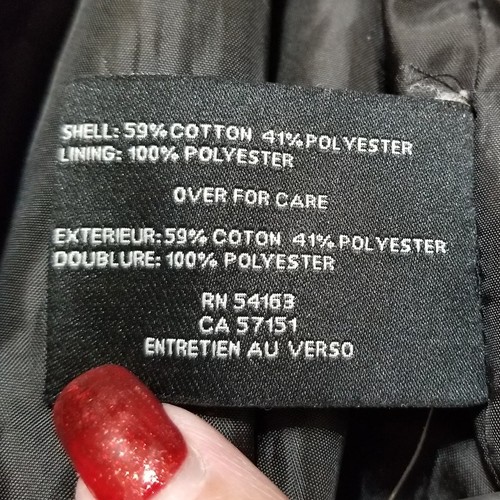 SHELL: 59% COTTON 41% POLYESTER
LINING: 100% POLYESTER
OVER FOR CARE
EXTERIEUR: 59% COTON 41% POLYESTER
DOUBLURE: 100% POLYESTER
RN 54163
CA 57151
ENTRETIEN AU VERSO